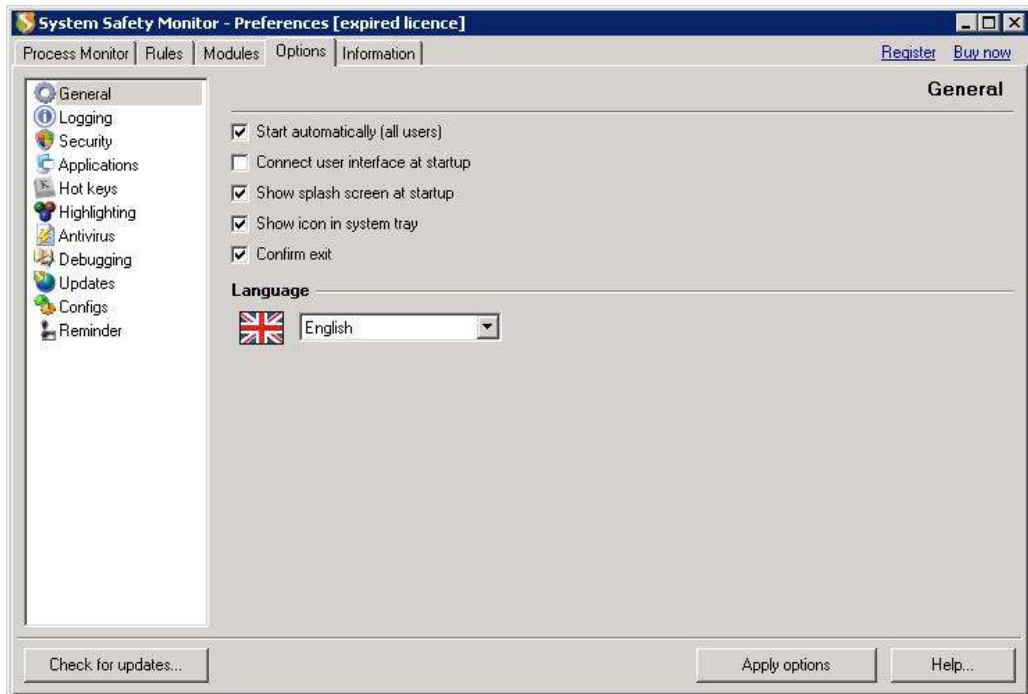 System Safety Monitor - Preferences [expired licence]
Process Monitor Rules Modules Options Information Register Buy now
General
General
Logging
Security
Applications
Hot keys
Highlighting
Antivirus
Debugging
Updates
Configs
Reminder
Start automatically (all users)
Connect user interface at startup
Show splash screen at startup
Show icon in system tray
Confirm exit
Language
English
Check for updates... Apply options Help...